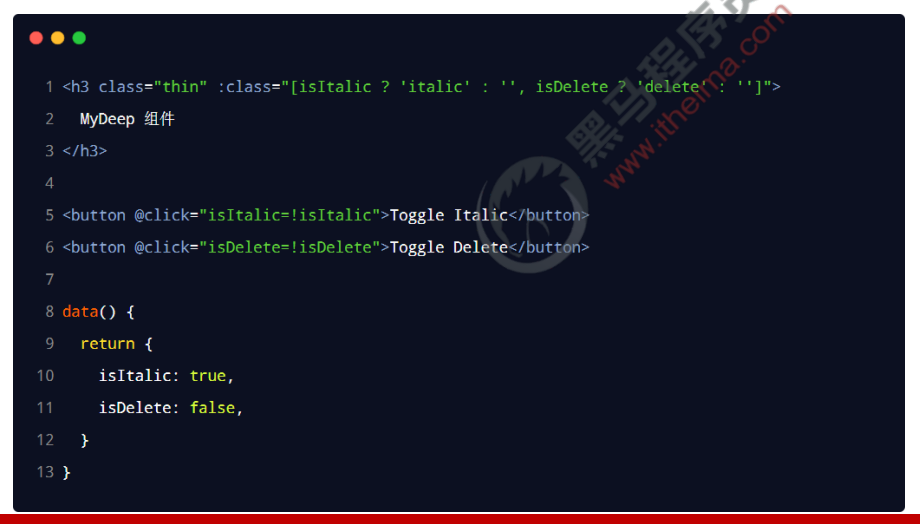 黑马程序员
www.itheima.com
1 <h3 class="thin" :class="[isItalic ? 'italic' : '', isDelete ? 'delete' : '']">
2   MyDeep 组件
3 </h3>
4
5 <button @click="isItalic=!isItalic">Toggle Italic</button>
6 <button @click="isDelete=!isDelete">Toggle Delete</button>
7
8 data() {
9   return {
10     isItalic: true,
11     isDelete: false,
12   }
13 }